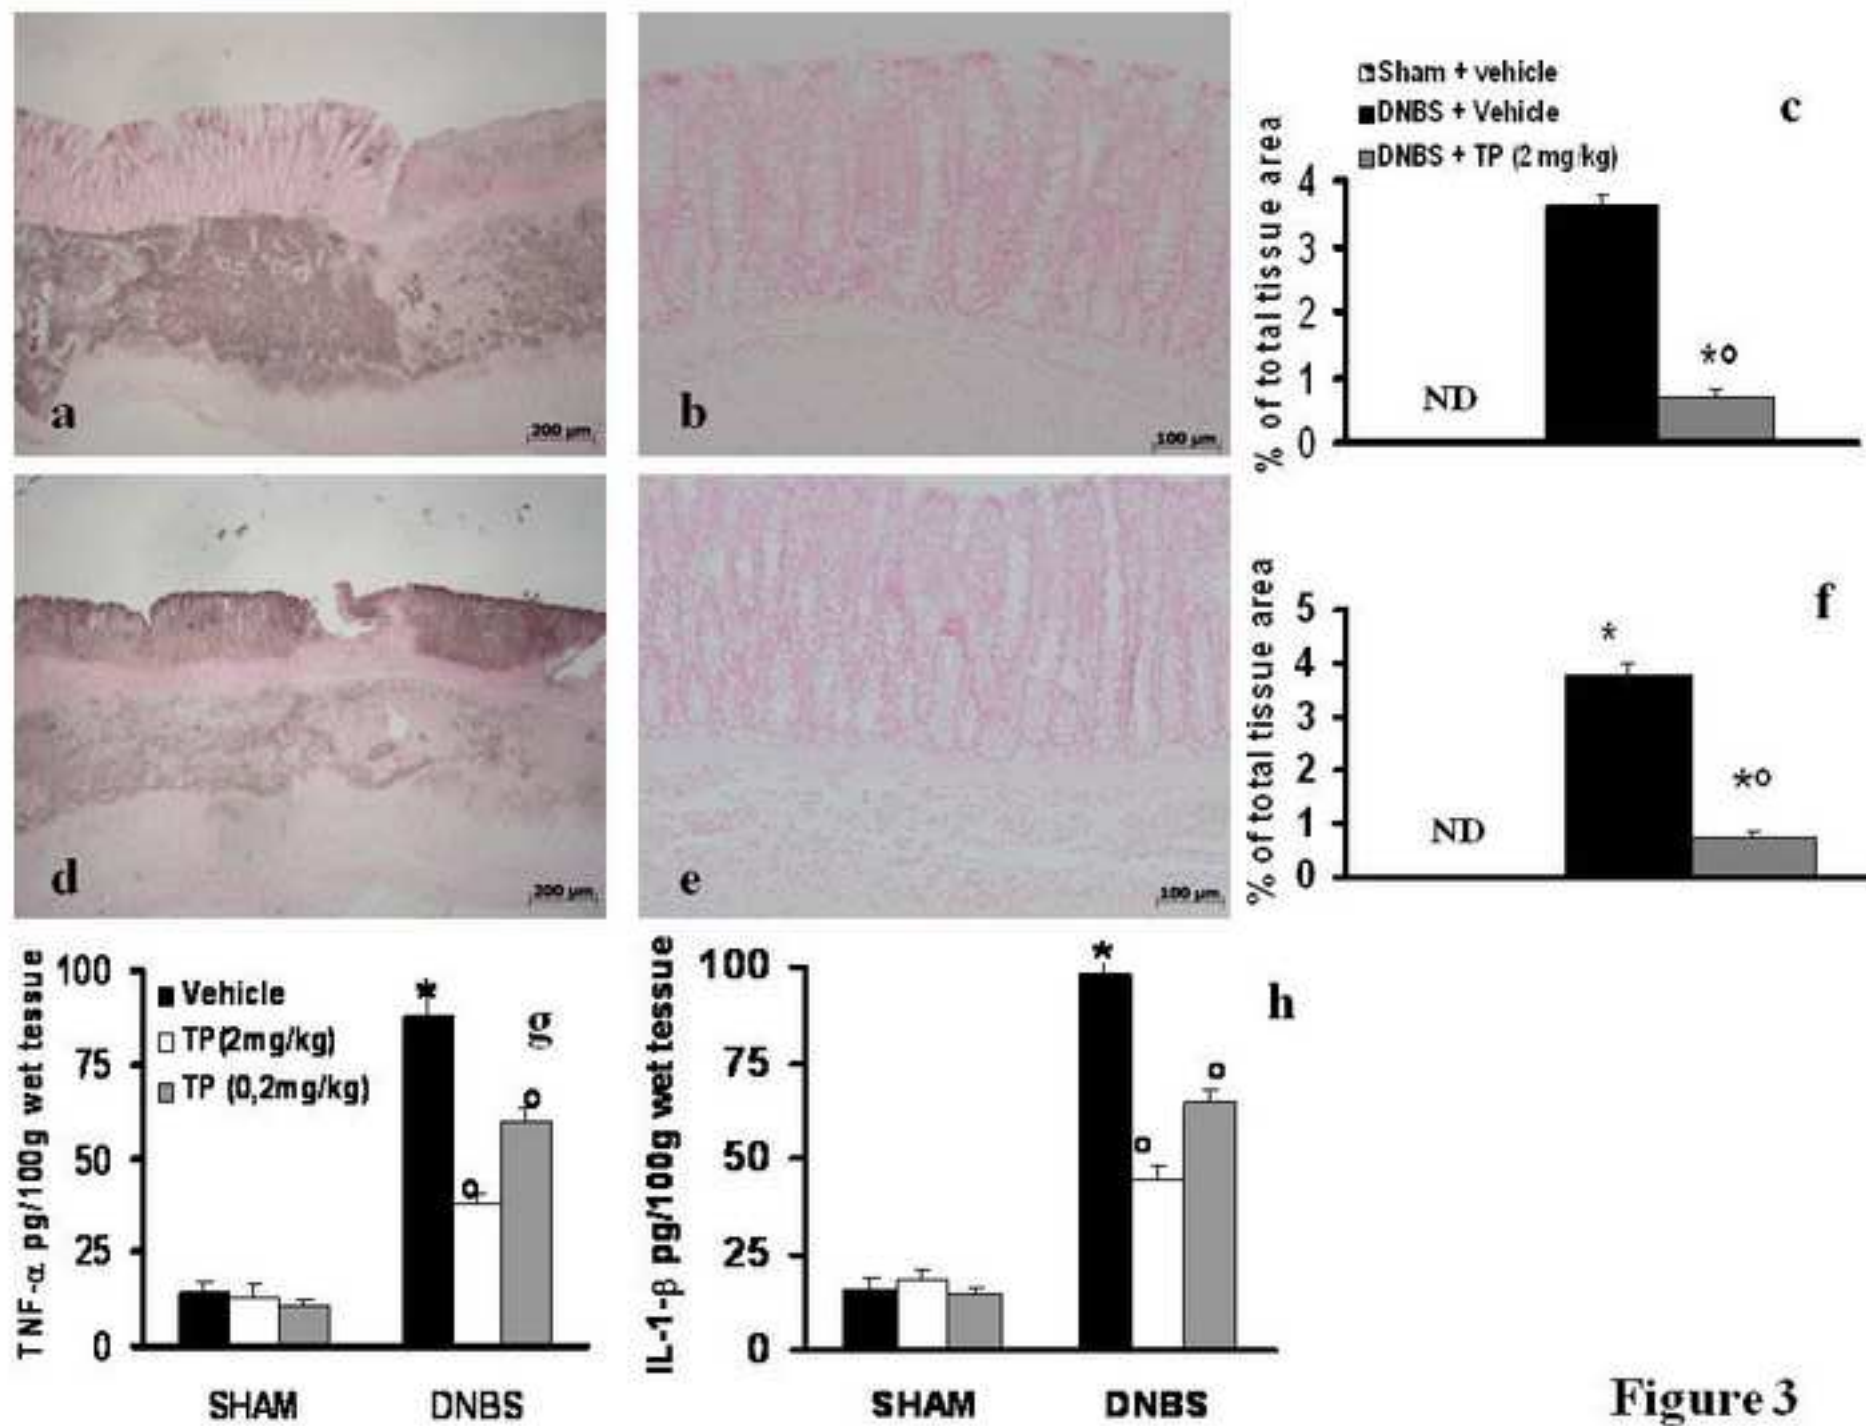 a
200 µm
b
100 µm
Sham + vehicle
DNBS + Vehicle
DNBS + TP (2 mg/kg)
c
% of total tissue area
4
3
2
1
0
ND
*o
d
200 µm
e
100 µm
f
% of total tissue area
5
4
3
2
1
0
ND
*
*o
TNF-α pg/100g wet tessue
100
75
50
25
0
Vehicle
TP(2mg/kg)
TP (0,2mg/kg)
g
*
o
o
SHAM
DNBS
IL-1-β pg/100g wet tessue
100
75
50
25
0
h
*
o
o
SHAM
DNBS
Figure 3